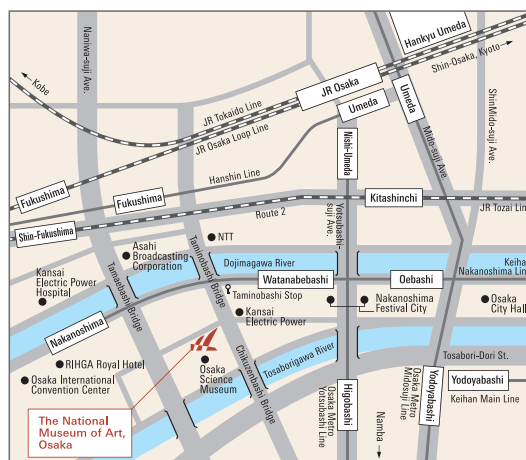 Hankyu Umeda
Shin-Osaka, Kyoto
Naniwa-suji Ave.
Kobe
JR Osaka
Umeda
Umeda
ShinMido-suji Ave.
JR Tokaido Line
JR Osaka Loop Line
Mido-suji Ave.
Nishi-Umeda
Hanshin Line
Fukushima
Fukushima
Kitashinchi
Route 2
Yotsubashi-
suji Ave.
JR Tozai Line
Shin-Fukushima
NTT
Asahi
Broadcasting
Corporation
Taminobashi Bridge
Dojimagawa River
Keihan
Nakanoshima Line
Kansai
Electric Power
Hospital
Tamaebashi Bridge
Watanabebashi
Oebashi
Taminobashi Stop
Nakanoshima
Festival City
Osaka
City Hall
Nakanoshima
Kansai
Electric Power
RIHGA Royal Hotel
Osaka International
Convention Center
Osaka
Science
Museum
Chikuzenbashi Bridge
Tosaborigawa River
Tosabori-Dori St.
The National
Museum of Art,
Osaka
Osaka Metro
Yotsubashi Line
Higobashi
Namba
Osaka Metro
Midosuji Line
Yodoyabashi
Yodoyabashi
Keihan Main Line